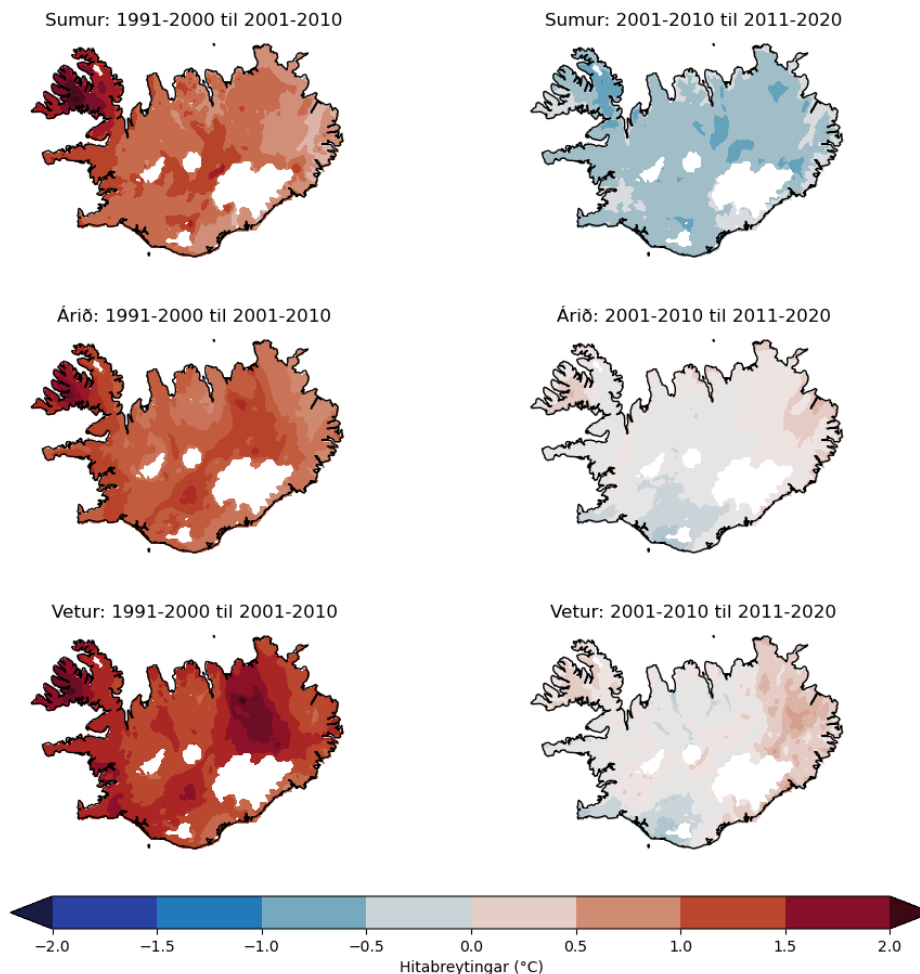 Sumur: 1991-2000 til 2001-2010
Sumur: 2001-2010 til 2011-2020
Árið: 1991-2000 til 2001-2010
Árið: 2001-2010 til 2011-2020
Vetur: 1991-2000 til 2001-2010
Vetur: 2001-2010 til 2011-2020
−2.0 −1.5 −1.0 −0.5 0.0 0.5 1.0 1.5 2.0
Hitabreytingar (°C)